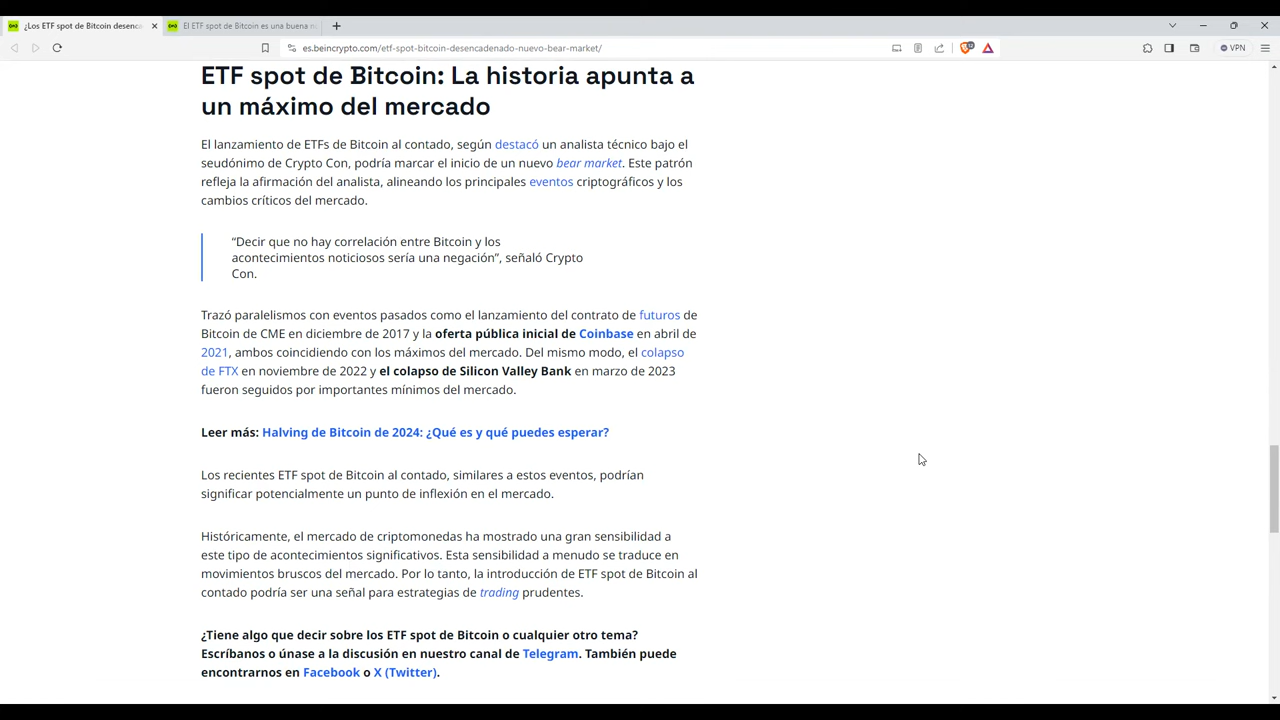 ¿Los ETF spot de Bitcoin desenc
El ETF spot de Bitcoin es una buena n
es.beincrypto.com/etf-spot-bitcoin-desencadenado-nuevo-bear-market/
VPN
ETF spot de Bitcoin: La historia apunta a
un máximo del mercado
El lanzamiento de ETFs de Bitcoin al contado, según destacó un analista técnico bajo el
seudónimo de Crypto Con, podría marcar el inicio de un nuevo bear market. Este patrón
refleja la afirmación del analista, alineando los principales eventos criptográficos y los
cambios críticos del mercado.
“Decir que no hay correlación entre Bitcoin y los
acontecimientos noticiosos sería una negación”, señaló Crypto
Con.
Trazó paralelismos con eventos pasados como el lanzamiento del contrato de futuros de
Bitcoin de CME en diciembre de 2017 y la oferta pública inicial de Coinbase en abril de
2021, ambos coincidiendo con los máximos del mercado. Del mismo modo, el colapso
de FTX en noviembre de 2022 y el colapso de Silicon Valley Bank en marzo de 2023
fueron seguidos por importantes mínimos del mercado.
Leer más: Halving de Bitcoin de 2024: ¿Qué es y qué puedes esperar?
Los recientes ETF spot de Bitcoin al contado, similares a estos eventos, podrían
significar potencialmente un punto de inflexión en el mercado.
Históricamente, el mercado de criptomonedas ha mostrado una gran sensibilidad a
este tipo de acontecimientos significativos. Esta sensibilidad a menudo se traduce en
movimientos bruscos del mercado. Por lo tanto, la introducción de ETF spot de Bitcoin al
contado podría ser una señal para estrategias de trading prudentes.
¿Tiene algo que decir sobre los ETF spot de Bitcoin o cualquier otro tema?
Escríbanos o únase a la discusión en nuestro canal de Telegram. También puede
encontrarnos en Facebook o X (Twitter).